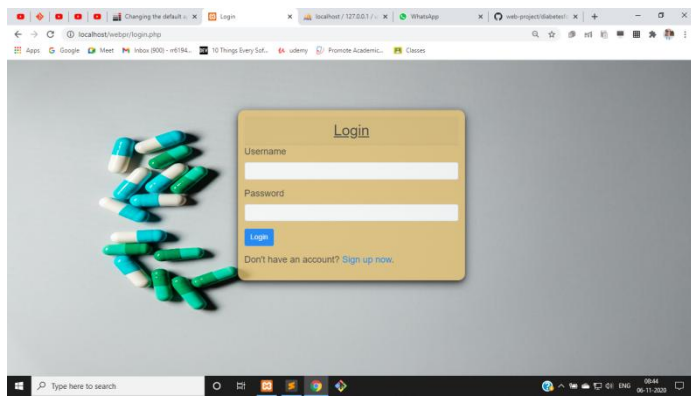 Changing the default
Login
localhost / 127.0.0.1 /
WhatsApp
web-project/diabetes
localhost/webpr/login.php
Apps
Google
Meet
Inbox (900)
10 Things Every Sof...
udemy
Promote Academic...
Classes
Login
Username
Password
Login
Don't have an account? Sign up now.
Type here to search
ENG
08:44
06-11-2020